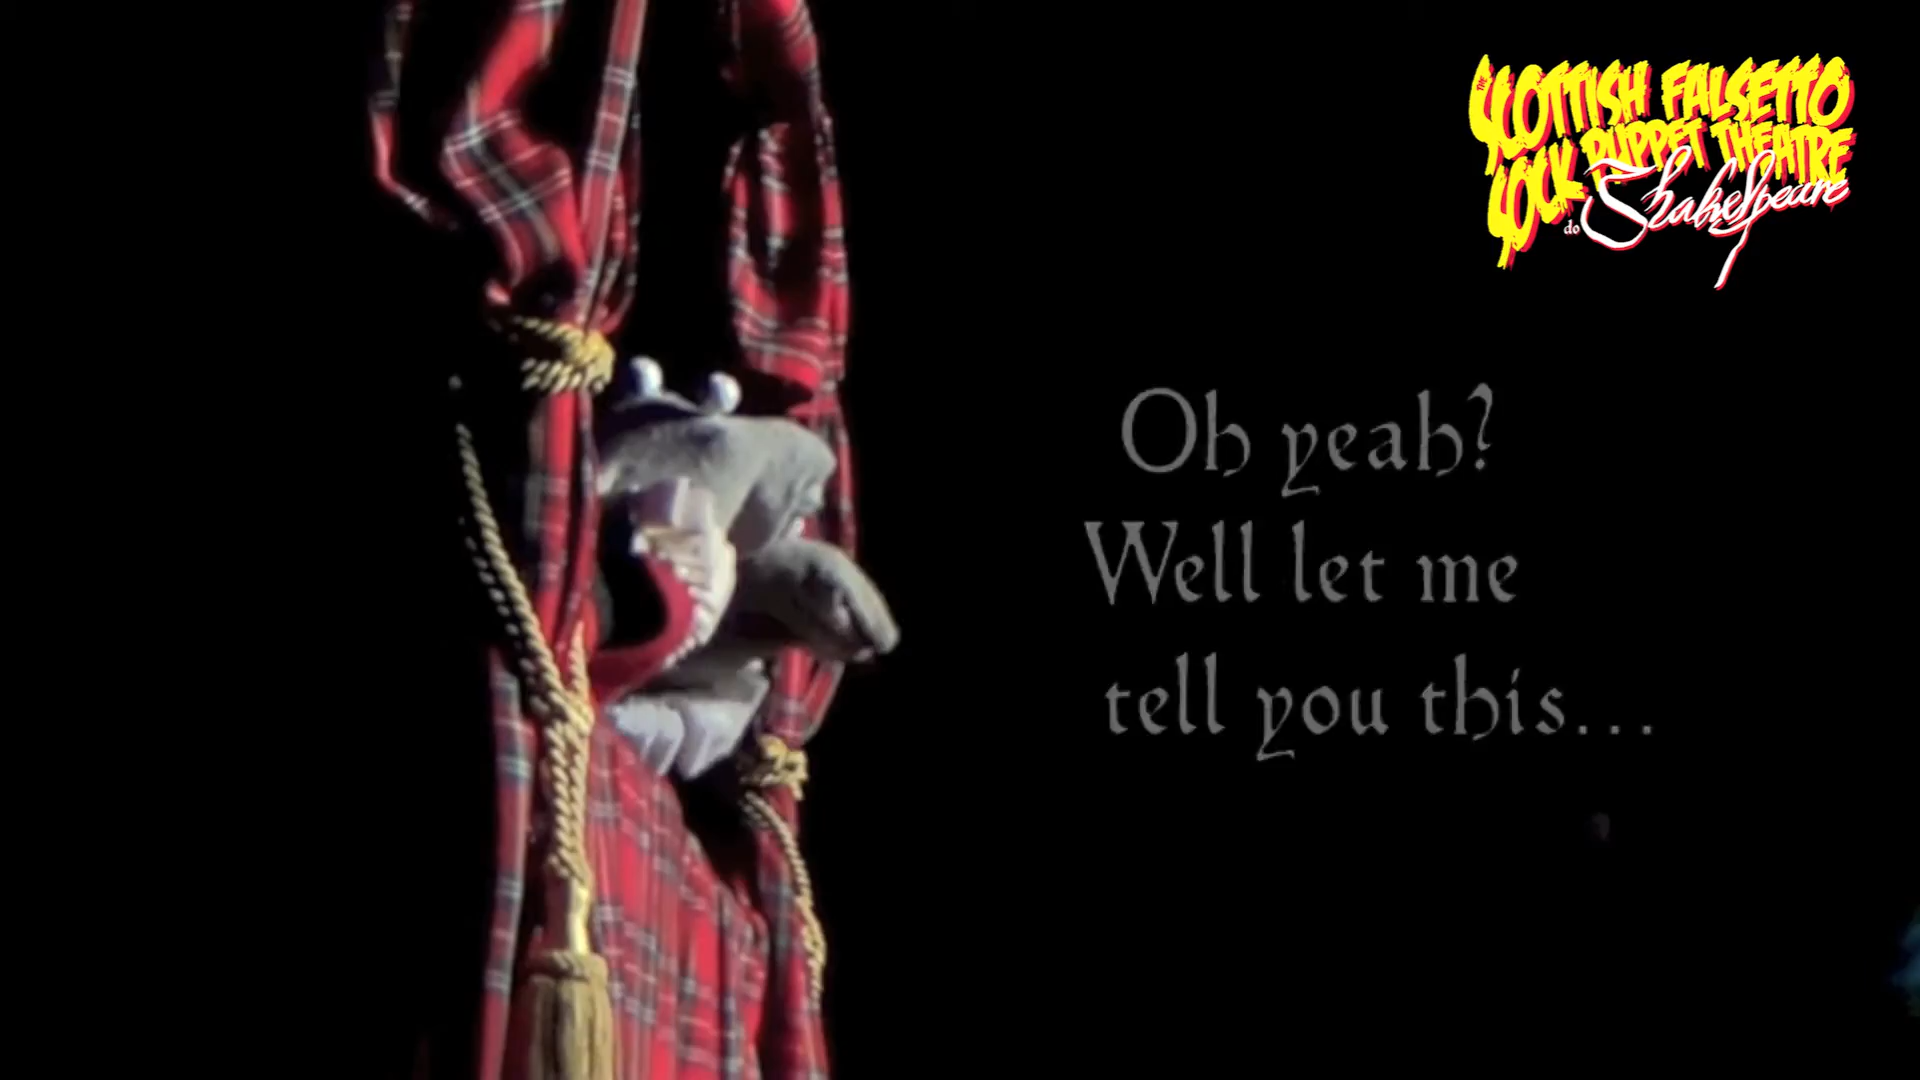 THE
SCOTTISH FALSETTO
SOCK PUPPET THEATRE
do Shakespeare
Oh yeah?
Well let me
tell you this...